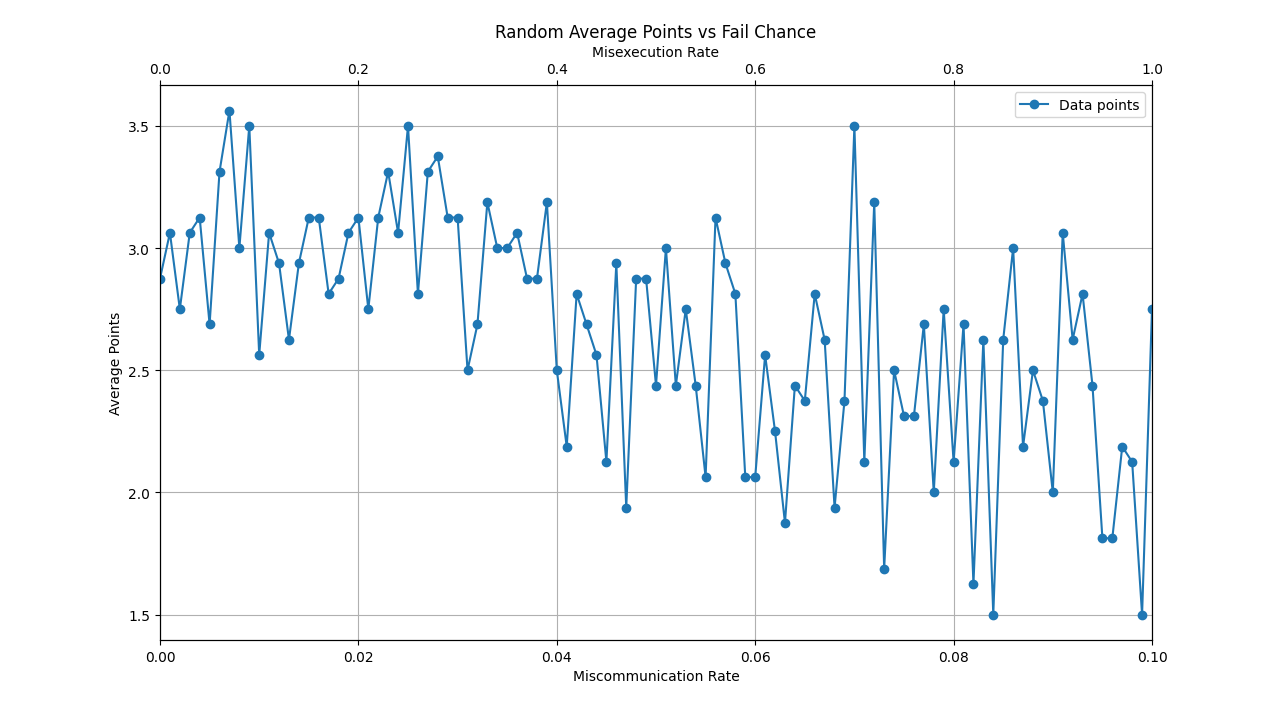 Random Average Points vs Fail Chance
Misexecution Rate
0.0 0.2 0.4 0.6 0.8 1.0
Data points
3.5
3.0
2.5
2.0
1.5
Average Points
0.00 0.02 0.04 0.06 0.08 0.10
Miscommunication Rate